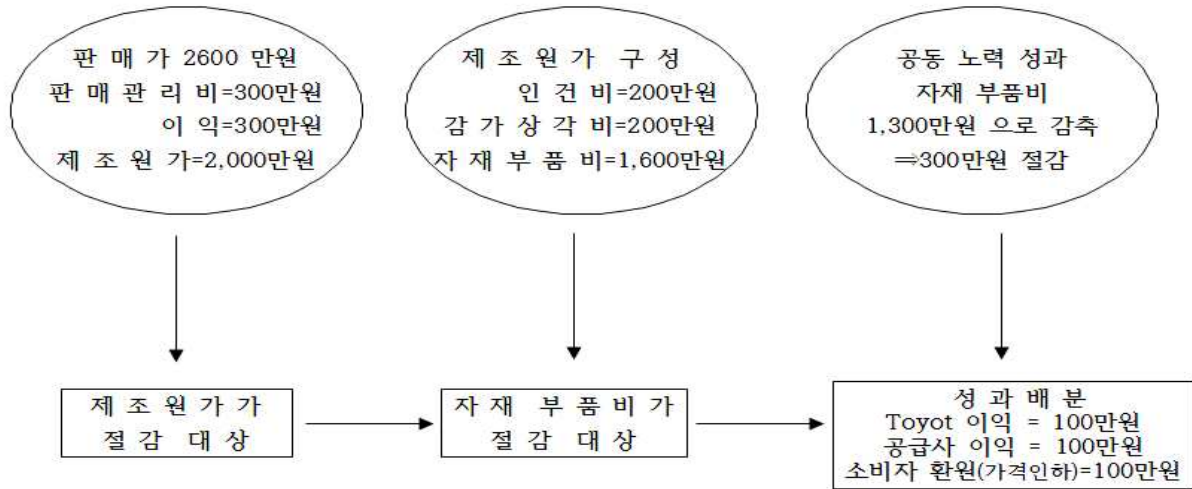 판 매 가 2600 만원
판 매 관 리 비=300만원
이 익=300만원
제 조 원 가=2,000만원
제 조 원 가 구 성
인 건 비=200만원
감 가 상 각 비=200만원
자 재 부 품 비=1,600만원
공동 노력 성과
자재 부품비
1,300만원 으로 감축
⇒300만원 절감
제 조 원 가 가
절 감 대 상
자 재 부 품 비 가
절 감 대 상
성 과 배 분
Toyot 이익 = 100만원
공급사 이익 = 100만원
소비자 환원(가격인하)=100만원